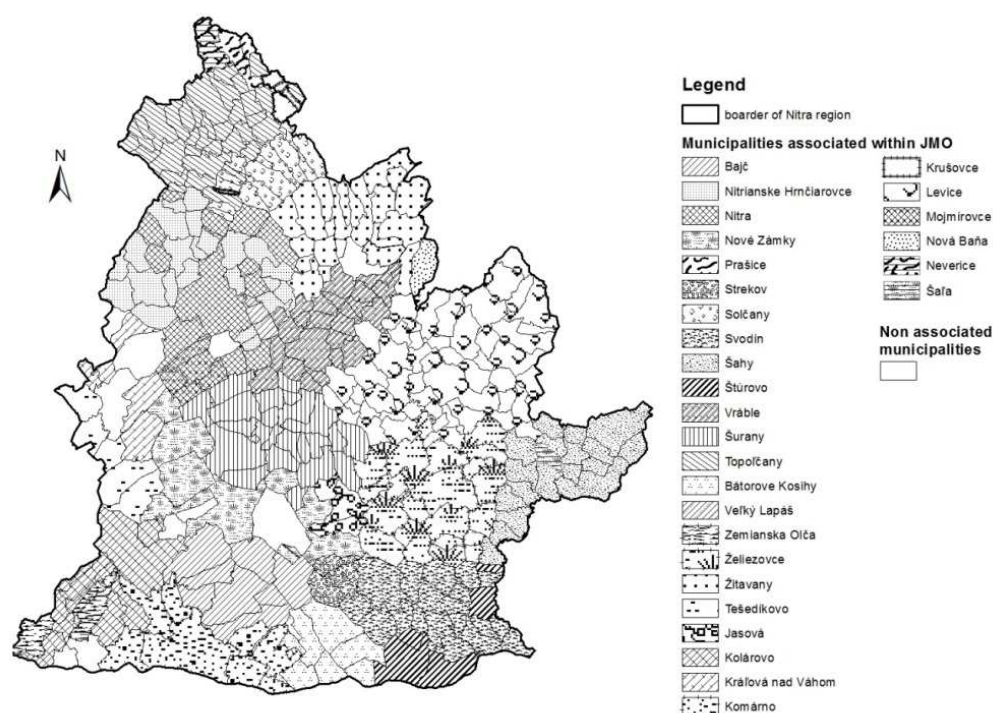 N
Legend
boarder of Nitra region
Municipalities associated within JMO
Bajč
Nitrianske Hrnčiarovce
Nitra
Nové Zámky
Prašice
Strekov
Solčany
Svodín
Šahy
Štúrovo
Vráble
Šurany
Topoľčany
Bátorove Kosihy
Veľký Lapáš
Zemianska Olča
Želiezovce
Žitavany
Tešedíkovo
Jasová
Kolárovo
Kráľová nad Váhom
Komárno
Krušovce
Levice
Mojmírovce
Nová Baňa
Neverice
Šaľa
Non associated
municipalities